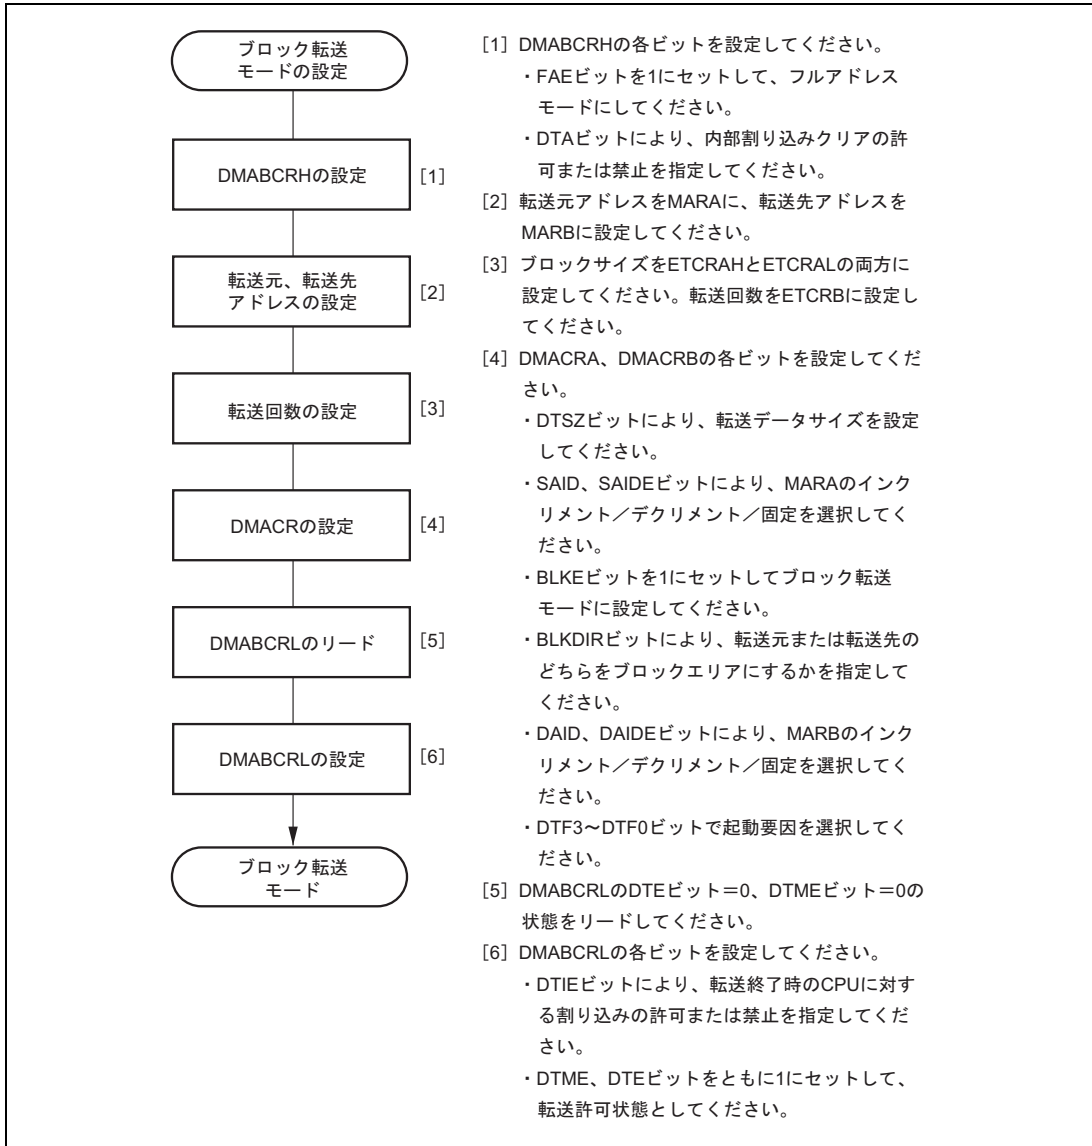 ブロック転送
モードの設定
DMABCRHの設定 [1]
転送元、転送先
アドレスの設定 [2]
転送回数の設定 [3]
DMACRの設定 [4]
DMABCRLのリード [5]
DMABCRLの設定 [6]
ブロック転送
モード
[1] DMABCRHの各ビットを設定してください。
・FAEビットを1にセットして、フルアドレス
モードにしてください。
・DTAビットにより、内部割り込みクリアの許
可または禁止を指定してください。
[2] 転送元アドレスをMARAに、転送先アドレスを
MARBに設定してください。
[3] ブロックサイズをETCRAHとETCRALの両方に
設定してください。転送回数をETCRBに設定し
てください。
[4] DMACRA、DMACRBの各ビットを設定してくだ
さい。
・DTSZビットにより、転送データサイズを設定
してください。
・SAID、SAIDEビットにより、MARAのインク
リメント／デクリメント／固定を選択してく
ださい。
・BLKEビットを1にセットしてブロック転送
モードに設定してください。
・BLKDIRビットにより、転送元または転送先の
どちらをブロックエリアにするかを指定して
ください。
・DAID、DAIDEビットにより、MARBのインク
リメント／デクリメント／固定を選択してく
ださい。
・DTF3～DTF0ビットで起動要因を選択してく
ださい。
[5] DMABCRLのDTEビット＝0、DTMEビット＝0の
状態をリードしてください。
[6] DMABCRLの各ビットを設定してください。
・DTIEビットにより、転送終了時のCPUに対す
る割り込みの許可または禁止を指定してくだ
さい。
・DTME、DTEビットをともに1にセットして、
転送許可状態としてください。